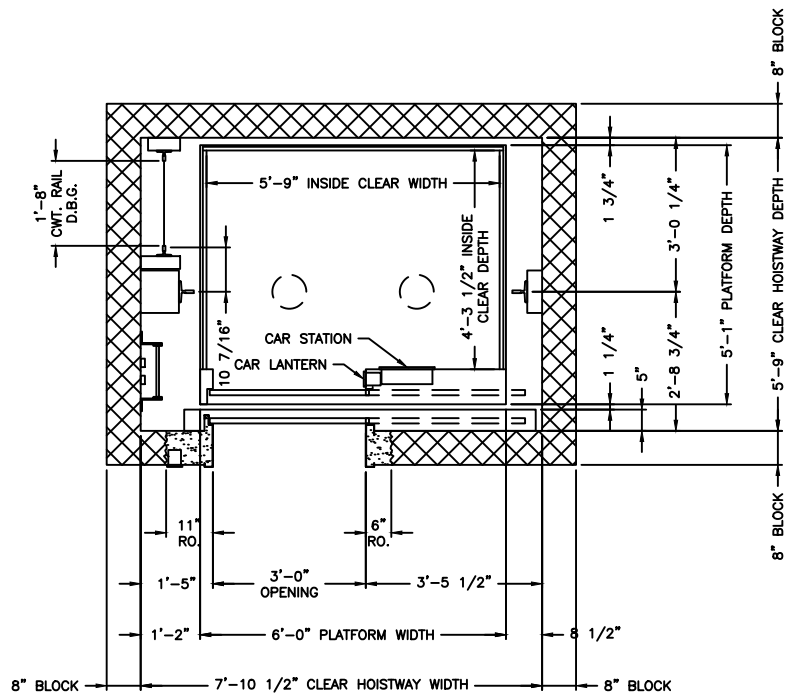 8" BLOCK
1'-8"
CWT. RAIL
D.B.G.
5'-9" INSIDE CLEAR WIDTH
4'-3 1/2" INSIDE
CLEAR DEPTH
1 3/4"
3'-0 1/4"
5'-1" PLATFORM DEPTH
5'-9" CLEAR HOISTWAY DEPTH
10 7/16"
CAR STATION
CAR LANTERN
1 1/4"
5"
2'-8 3/4"
8" BLOCK
11"
RO.
6"
RO.
1'-5"
3'-0"
OPENING
3'-5 1/2"
1'-2"
6'-0" PLATFORM WIDTH
8 1/2"
8" BLOCK
7'-10 1/2" CLEAR HOISTWAY WIDTH
8" BLOCK